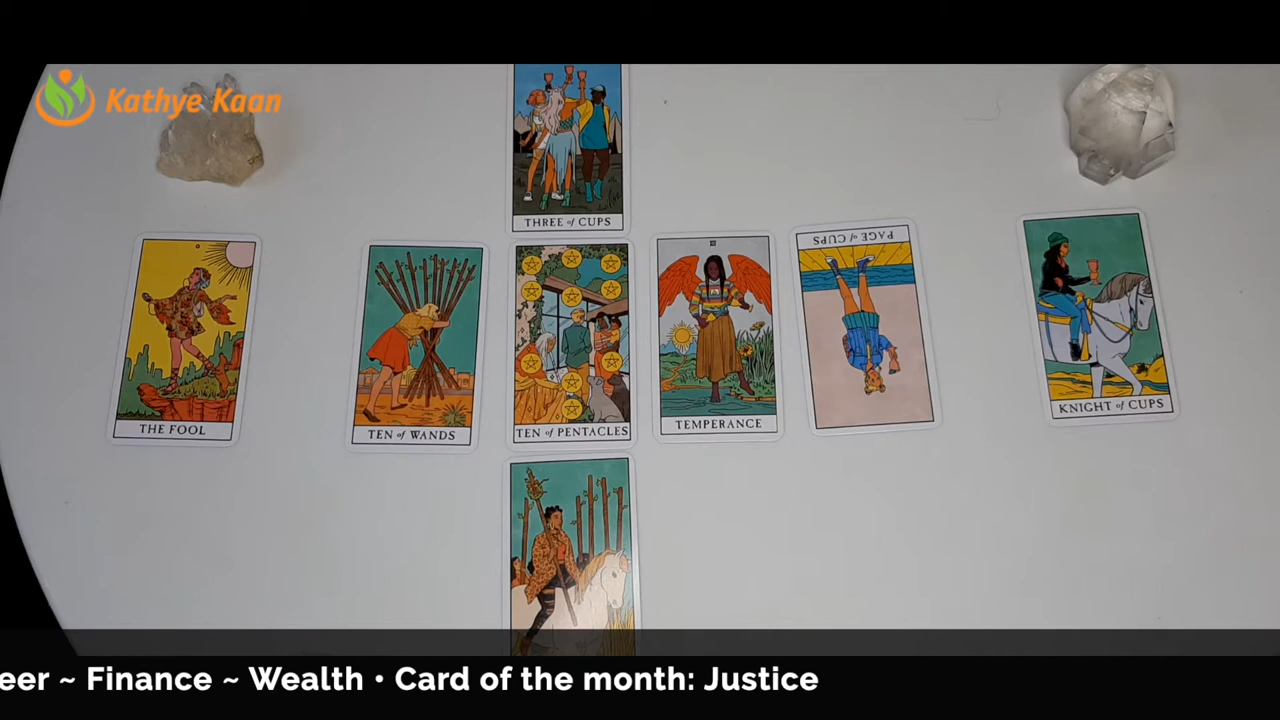 Kathye Kaan
THREE of CUPS
PAGE of CUPS
THE FOOL
TEN of WANDS
TEN of PENTACLES
TEMPERANCE
KNIGHT of CUPS
eer ~ Finance ~ Wealth • Card of the month: Justice